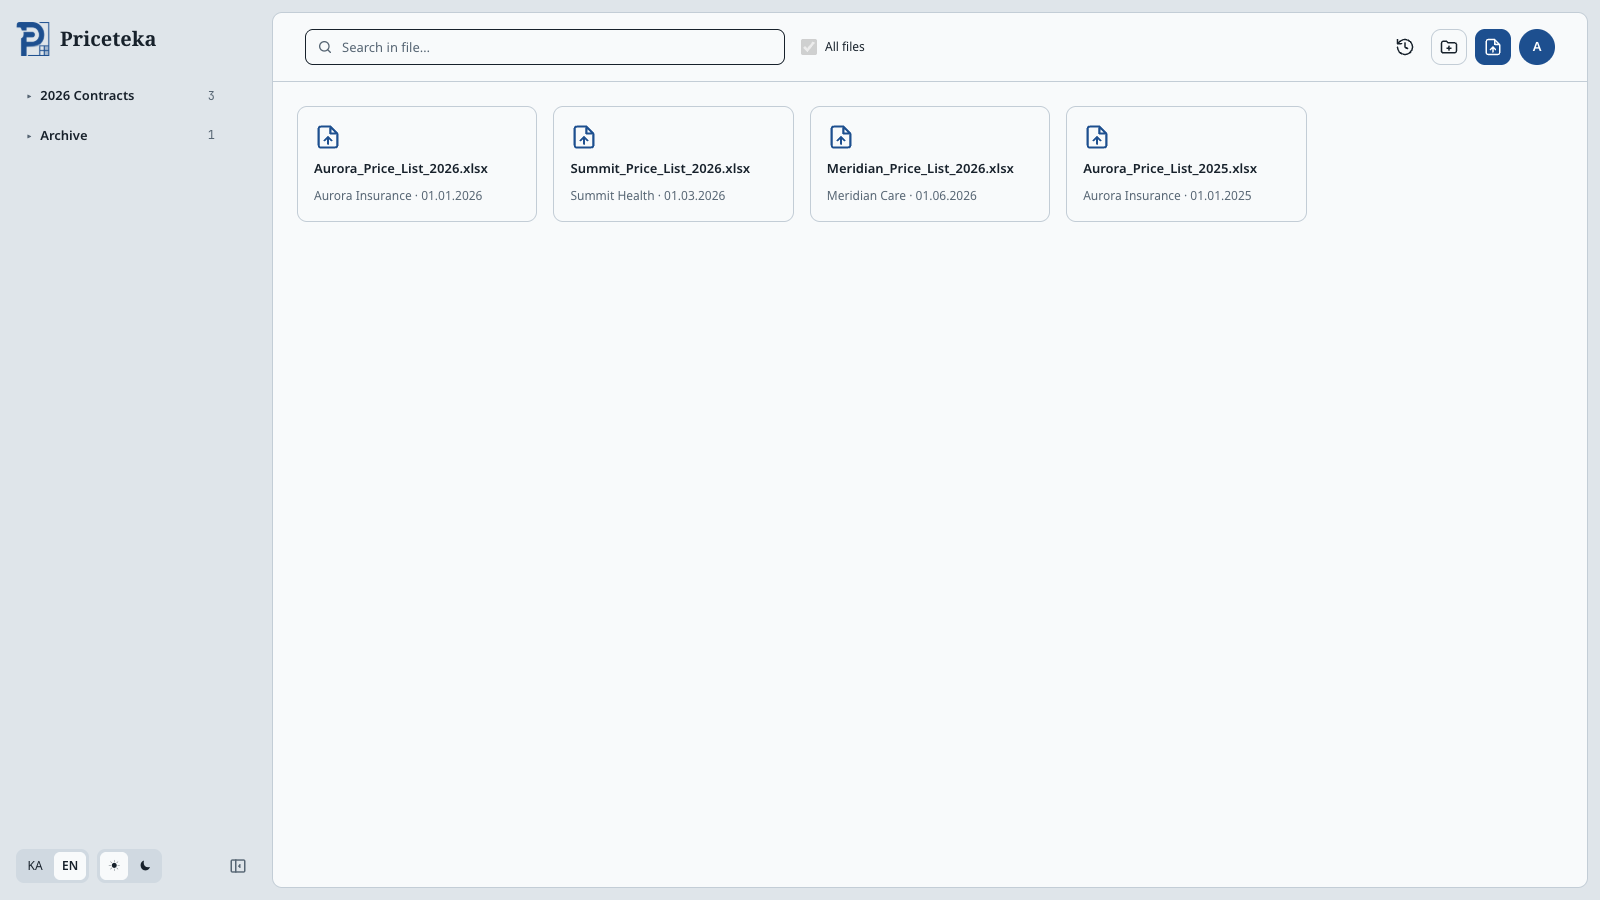 Priceteka
2026 Contracts 3
Archive 1
KA EN
Search in file...
All files
A
Aurora_Price_List_2026.xlsx
Aurora Insurance · 01.01.2026
Summit_Price_List_2026.xlsx
Summit Health · 01.03.2026
Meridian_Price_List_2026.xlsx
Meridian Care · 01.06.2026
Aurora_Price_List_2025.xlsx
Aurora Insurance · 01.01.2025